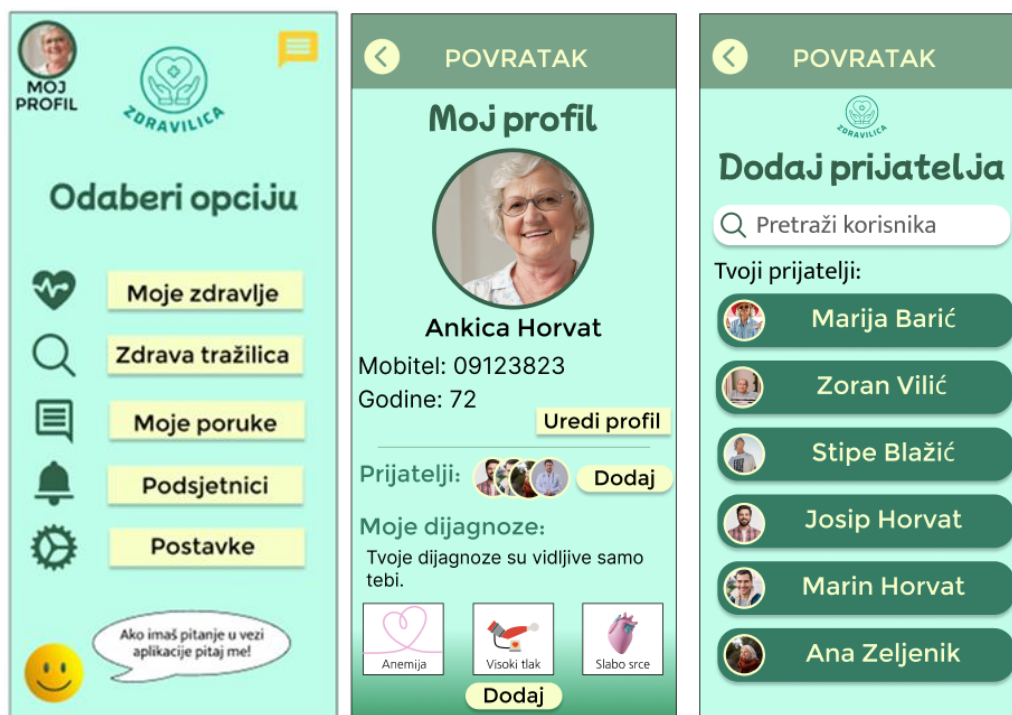 MOJ
PROFIL
ZDRAVILICA
Odaberi opciju
Moje zdravlje
Zdrava tražilica
Moje poruke
Podsjetnici
Postavke
Ako imaš pitanje u vezi
aplikacije pitaj me!
POVRATAK
Moj profil
Ankica Horvat
Mobitel: 09123823
Godine: 72
Uredi profil
Prijatelji:
Dodaj
Moje dijagnoze:
Tvoje dijagnoze su vidljive samo
tebi.
Anemija
Visoki tlak
Slabo srce
Dodaj
POVRATAK
ZDRAVILICA
Dodaj prijatelja
Pretraži korisnika
Tvoji prijatelji:
Marija Barić
Zoran Vilić
Stipe Blažić
Josip Horvat
Marin Horvat
Ana Zeljenik